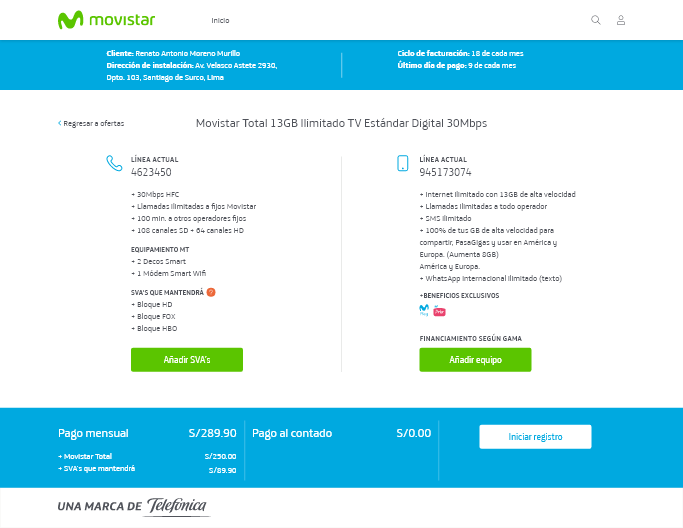 movistar
Inicio
Cliente: Renato Antonio Moreno Murillo
Dirección de instalación: Av. Velasco Astete 2930,
Dpto. 103, Santiago de Surco, Lima
Ciclo de facturación: 18 de cada mes
Último día de pago: 9 de cada mes
Regresar a ofertas
Movistar Total 13GB Ilimitado TV Estándar Digital 30Mbps
LÍNEA ACTUAL
4623450
+ 30Mbps HFC
+ Llamadas ilimitadas a fijos Movistar
+ 100 min. a otros operadores fijos
+ 108 canales SD + 64 canales HD
EQUIPAMIENTO MT
+ 2 Decos Smart
+ 1 Módem Smart Wifi
SVA'S QUE MANTENDRÁ ?
+ Bloque HD
+ Bloque FOX
+ Bloque HBO
Añadir SVA's
LÍNEA ACTUAL
945173074
+ Internet ilimitado con 13GB de alta velocidad
+ Llamadas ilimitadas a todo operador
+ SMS ilimitado
+ 100% de tus GB de alta velocidad para
compartir, PasaGigas y usar en América y
Europa. (Aumenta 8GB)
América y Europa.
+ WhatsApp internacional ilimitado (texto)
+BENEFICIOS EXCLUSIVOS
FINANCIAMIENTO SEGÚN GAMA
Añadir equipo
Pago mensual S/289.90
+ Movistar Total S/250.00
+ SVA's que mantendrá S/89.90
Pago al contado S/0.00
Iniciar registro
UNA MARCA DE Telefónica